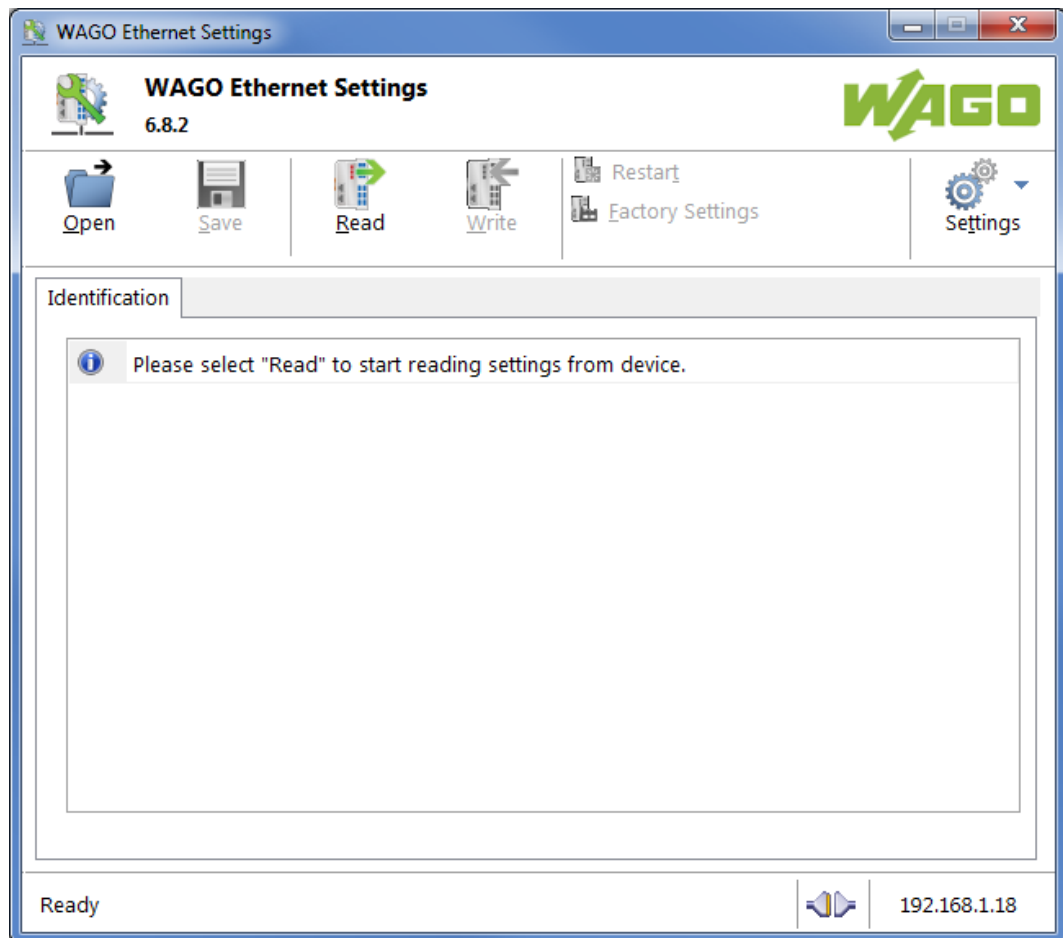 WAGO Ethernet Settings
WAGO Ethernet Settings
6.8.2
WAGO
Open
Save
Read
Write
Restart
Factory Settings
Settings
Identification
Please select "Read" to start reading settings from device.
Ready
192.168.1.18